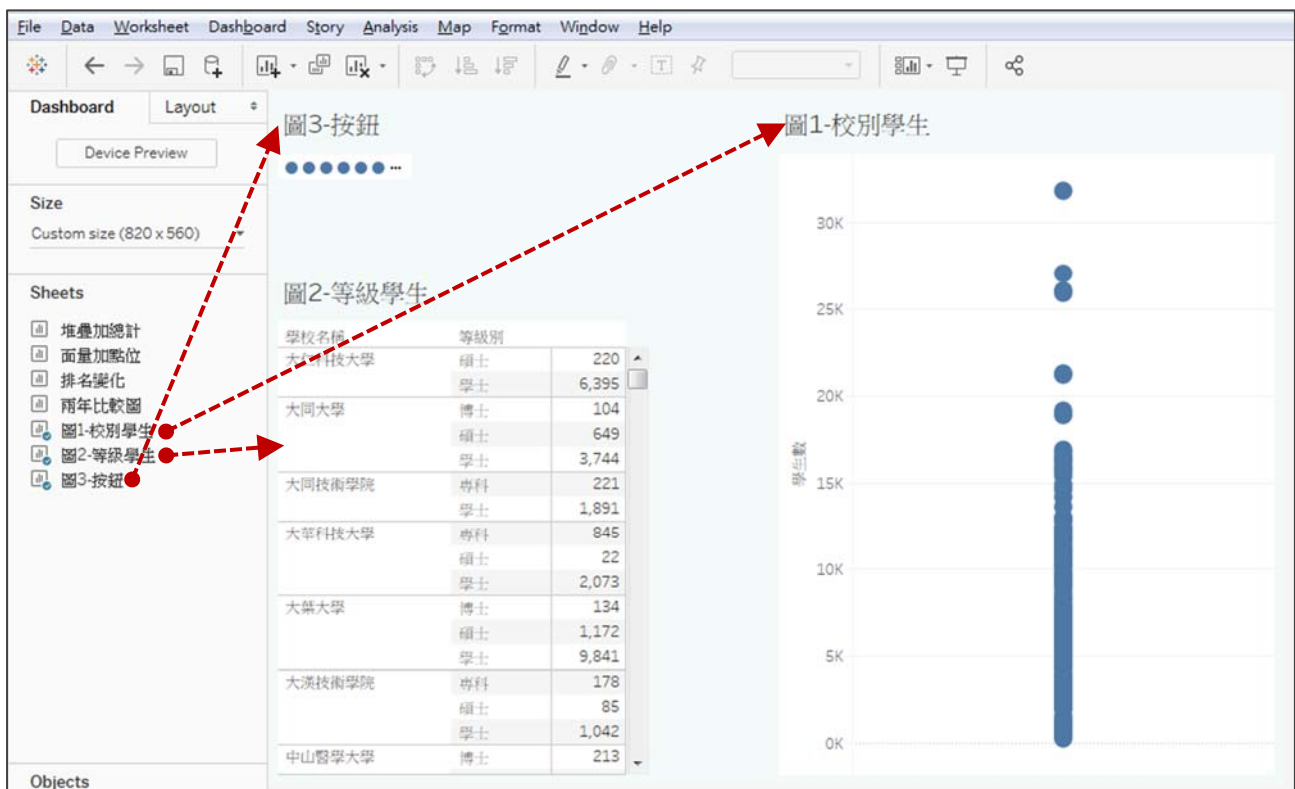 File Data Worksheet Dashboard Story Analysis Map Format Window Help
Dashboard Layout
Device Preview
Size
Custom size (820 x 560)
Sheets
堆疊加總計
面量加點位
排名變化
兩年比較圖
圖1-校別學生
圖2-等級學生
圖3-按鈕
Objects
圖3-按鈕
圖2-等級學生
學校名稱 等級別
大仁科技大學 碩士 220
學士 6,395
大同大學 博士 104
碩士 649
學士 3,744
大同技術學院 專科 221
學士 1,891
大華科技大學 專科 845
碩士 22
學士 2,073
大葉大學 博士 134
碩士 1,172
學士 9,841
大漢技術學院 專科 178
碩士 85
學士 1,042
中山醫學大學 博士 213
圖1-校別學生
學生數
30K
25K
20K
15K
10K
5K
0K